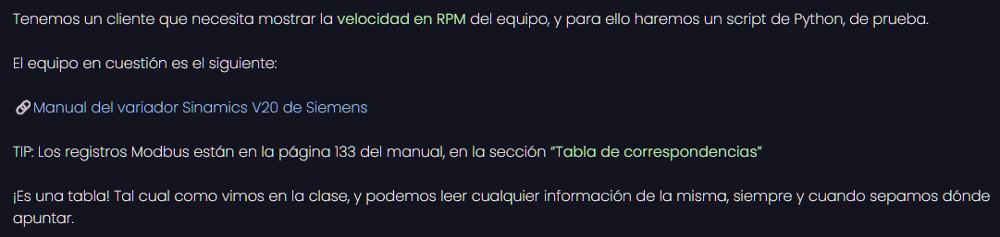 Tenemos un cliente que necesita mostrar la velocidad en RPM del equipo, y para ello haremos un script de Python, de prueba.
El equipo en cuestión es el siguiente:
🔗Manual del variador Sinamics V20 de Siemens
TIP: Los registros Modbus están en la página 133 del manual, en la sección “Tabla de correspondencias”
¡Es una tabla! Tal cual como vimos en la clase, y podemos leer cualquier información de la misma, siempre y cuando sepamos dónde
apuntar.